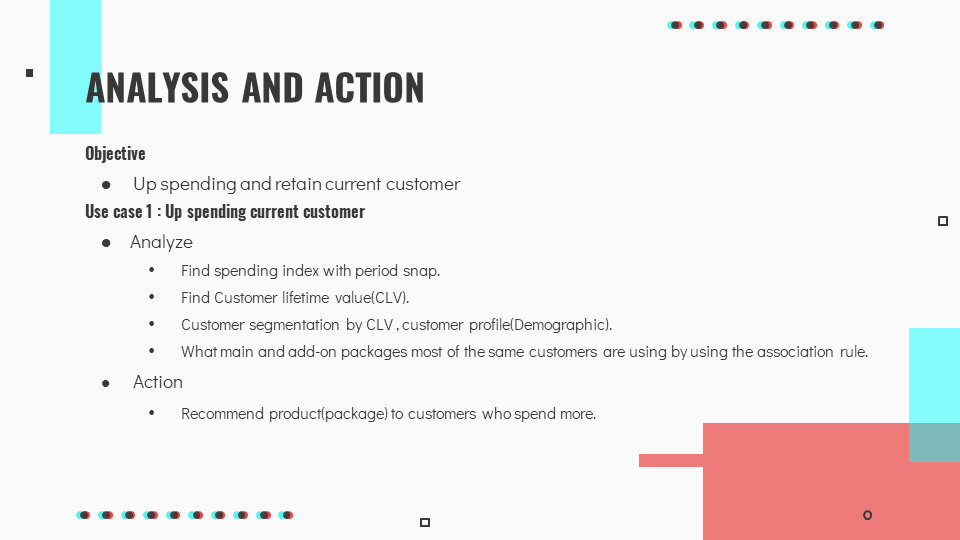 ANALYSIS AND ACTION
Objective
● Up spending and retain current customer
Use case 1 : Up spending current customer
● Analyze
• Find spending index with period snap.
• Find Customer lifetime value(CLV).
• Customer segmentation by CLV , customer profile(Demographic).
• What main and add-on packages most of the same customers are using by using the association rule.
● Action
• Recommend product(package) to customers who spend more.